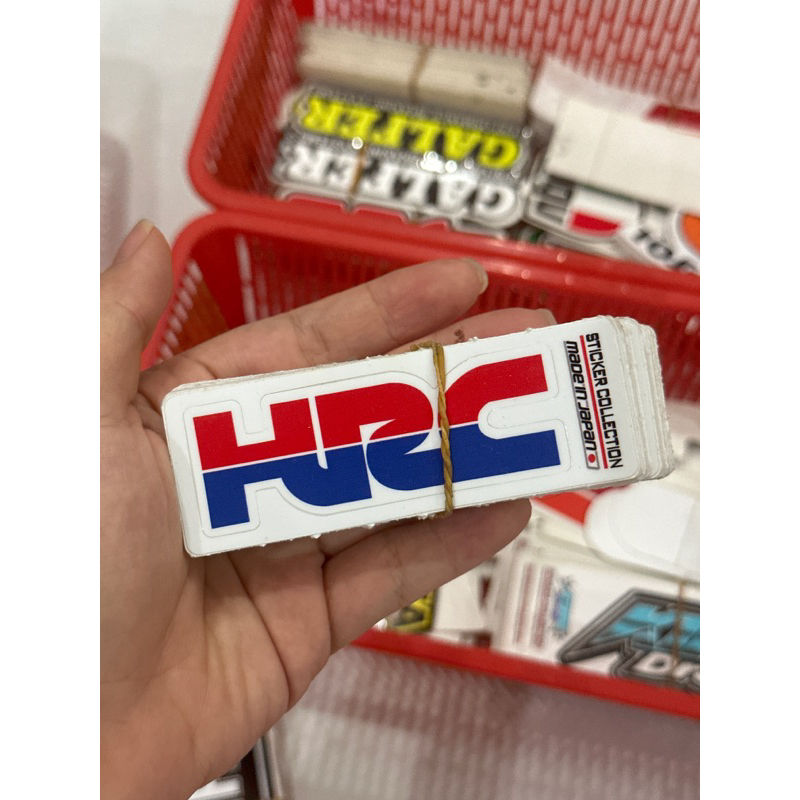 GALFER
GALFER
HRC
STICKER COLLECTION
made in Japan